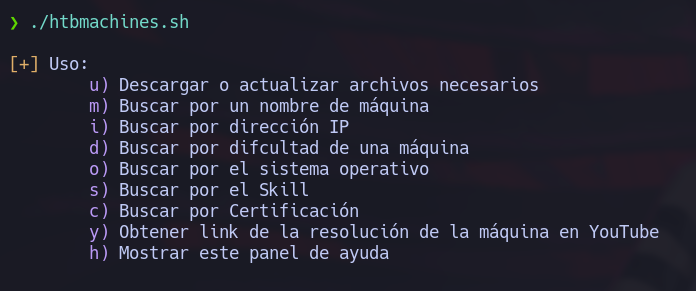 ❯ ./htbmachines.sh
[+] Uso:
u) Descargar o actualizar archivos necesarios
m) Buscar por un nombre de máquina
i) Buscar por dirección IP
d) Buscar por difcultad de una máquina
o) Buscar por el sistema operativo
s) Buscar por el Skill
c) Buscar por Certificación
y) Obtener link de la resolución de la máquina en YouTube
h) Mostrar este panel de ayuda